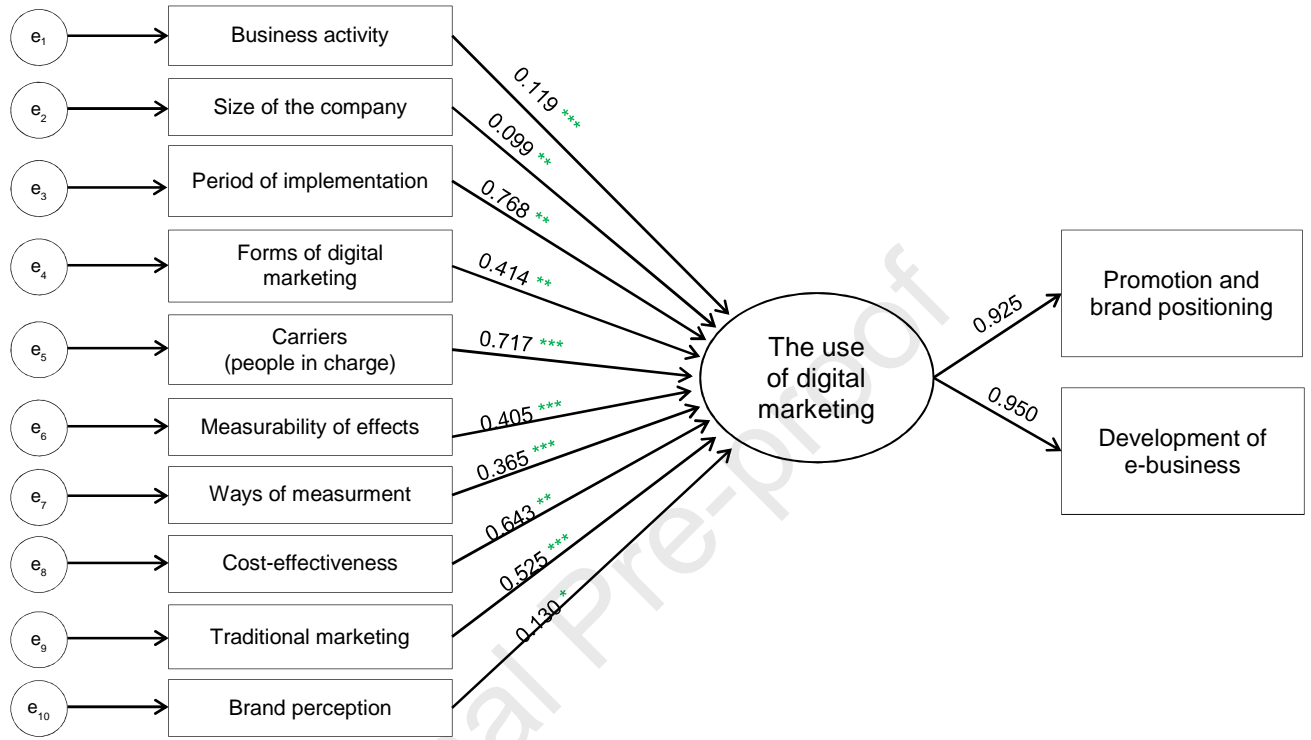 e1
Business activity
0.119 ***
e2
Size of the company
0.099 **
e3
Period of implementation
0.768 **
e4
Forms of digital
marketing
0.414 **
e5
Carriers
(people in charge)
0.717 ***
e6
Measurability of effects
0.405 ***
e7
Ways of measurment
0.365 ***
e8
Cost-effectiveness
0.643 **
e9
Traditional marketing
0.525 ***
e10
Brand perception
0.130 *
The use
of digital
marketing
0.925
Promotion and
brand positioning
0.950
Development of
e-business
al Pre-proof